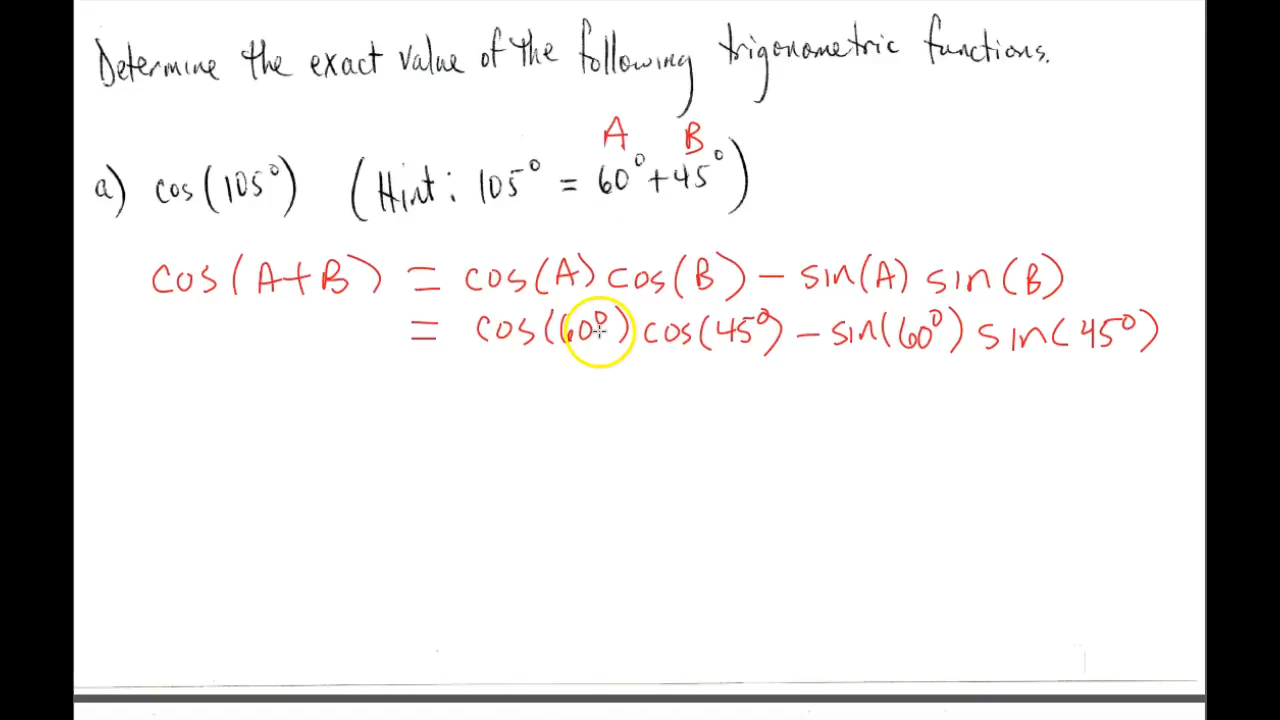 Determine the exact value of the following trigonometric functions.
A B
a) cos(105°) (Hint: 105° = 60° + 45°)
cos(A+B) = cos(A) cos(B) − sin(A) sin(B)
= cos(60°) cos(45°) − sin(60°) sin(45°)